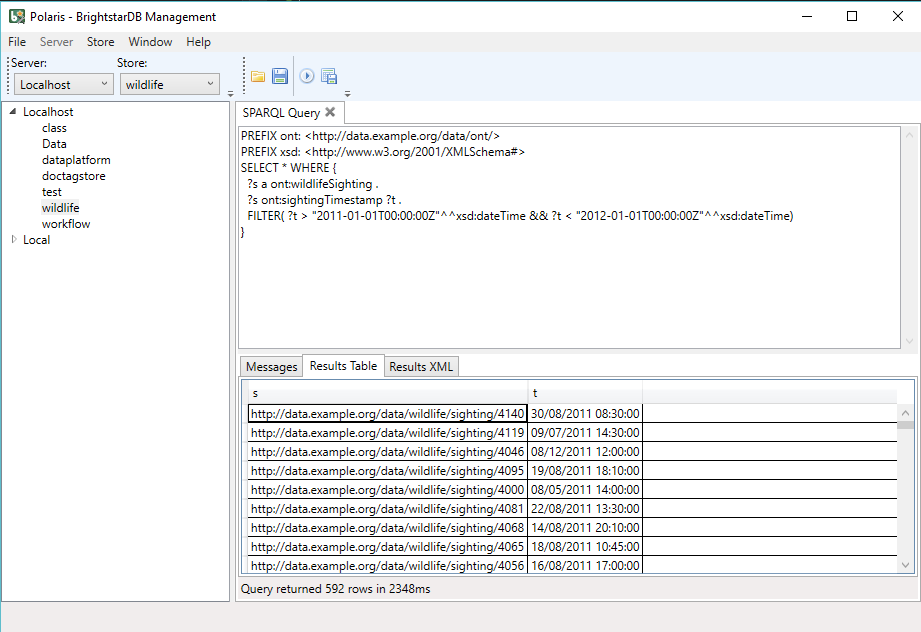 Polaris - BrightstarDB Management
File Server Store Window Help
Server: Store:
Localhost wildlife
Localhost
class
Data
dataplatform
doctagstore
test
wildlife
workflow
Local
SPARQL Query
PREFIX ont: <http://data.example.org/data/ont/>
PREFIX xsd: <http://www.w3.org/2001/XMLSchema#>
SELECT * WHERE {
?s a ont:wildlifeSighting .
?s ont:sightingTimestamp ?t .
FILTER( ?t > "2011-01-01T00:00:00Z"^^xsd:dateTime && ?t < "2012-01-01T00:00:00Z"^^xsd:dateTime)
}
Messages Results Table Results XML
s t
http://data.example.org/data/wildlife/sighting/4140 30/08/2011 08:30:00
http://data.example.org/data/wildlife/sighting/4119 09/07/2011 14:30:00
http://data.example.org/data/wildlife/sighting/4046 08/12/2011 12:00:00
http://data.example.org/data/wildlife/sighting/4095 19/08/2011 18:10:00
http://data.example.org/data/wildlife/sighting/4000 08/05/2011 14:00:00
http://data.example.org/data/wildlife/sighting/4081 22/08/2011 13:30:00
http://data.example.org/data/wildlife/sighting/4068 14/08/2011 20:10:00
http://data.example.org/data/wildlife/sighting/4065 18/08/2011 10:45:00
http://data.example.org/data/wildlife/sighting/4056 16/08/2011 17:00:00
Query returned 592 rows in 2348ms